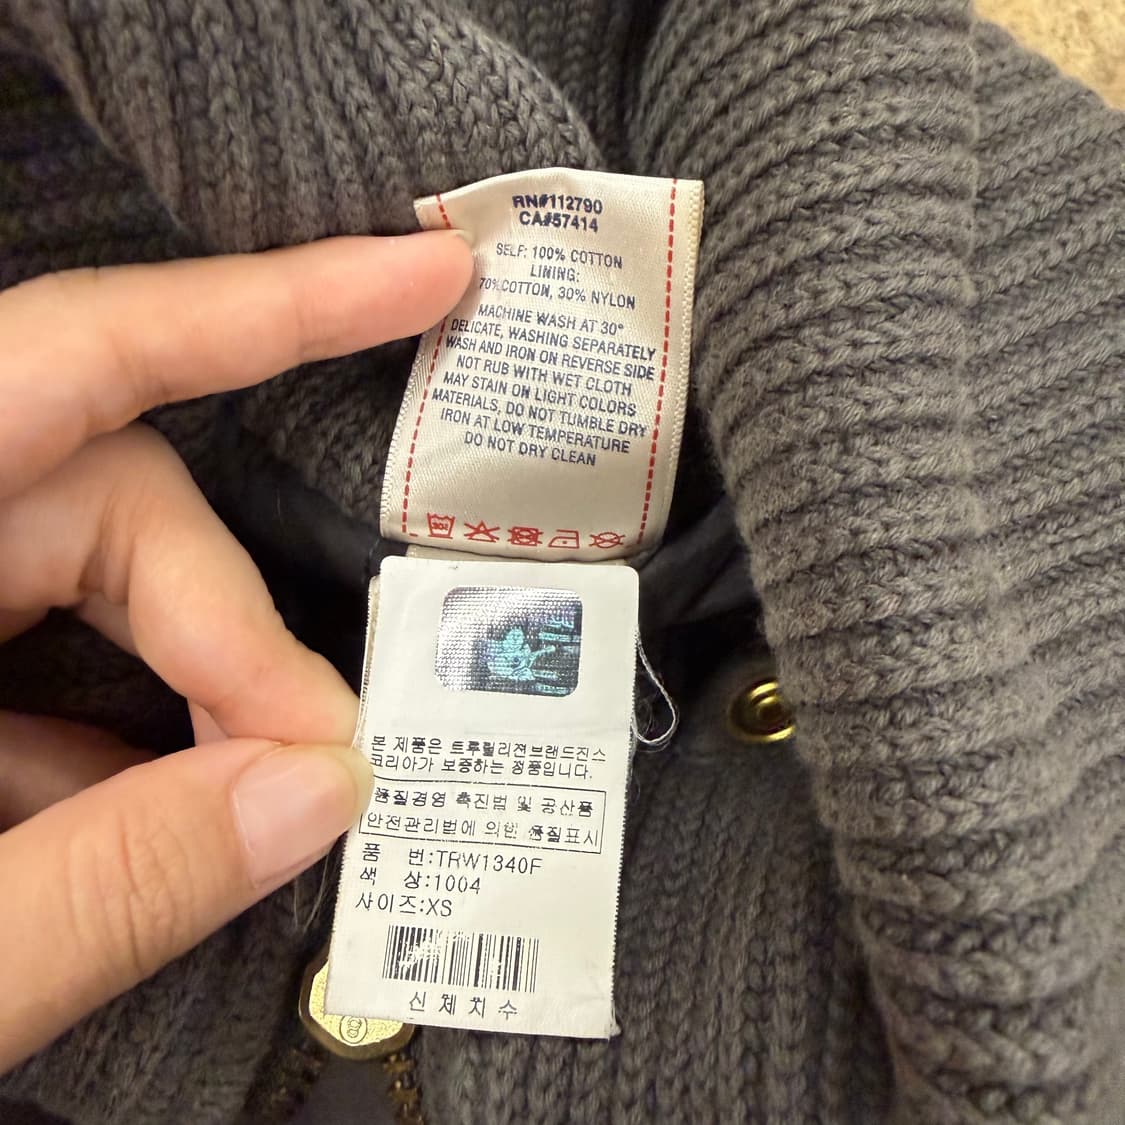 RN#112790
CA#57414
SELF: 100% COTTON
LINING:
70%COTTON, 30% NYLON
MACHINE WASH AT 30°
DELICATE, WASHING SEPARATELY
WASH AND IRON ON REVERSE SIDE
NOT RUB WITH WET CLOTH
MAY STAIN ON LIGHT COLORS
MATERIALS, DO NOT TUMBLE DRY
IRON AT LOW TEMPERATURE
DO NOT DRY CLEAN
30°
본 제품은 트루릴리젼브랜드진스
코리아가 보증하는 정품입니다.
품질경영 촉진법 및 공산품
안전관리법에 의한 품질표시
품 번:TRW1340F
색 상:1004
사이즈:XS
신 체 치 수